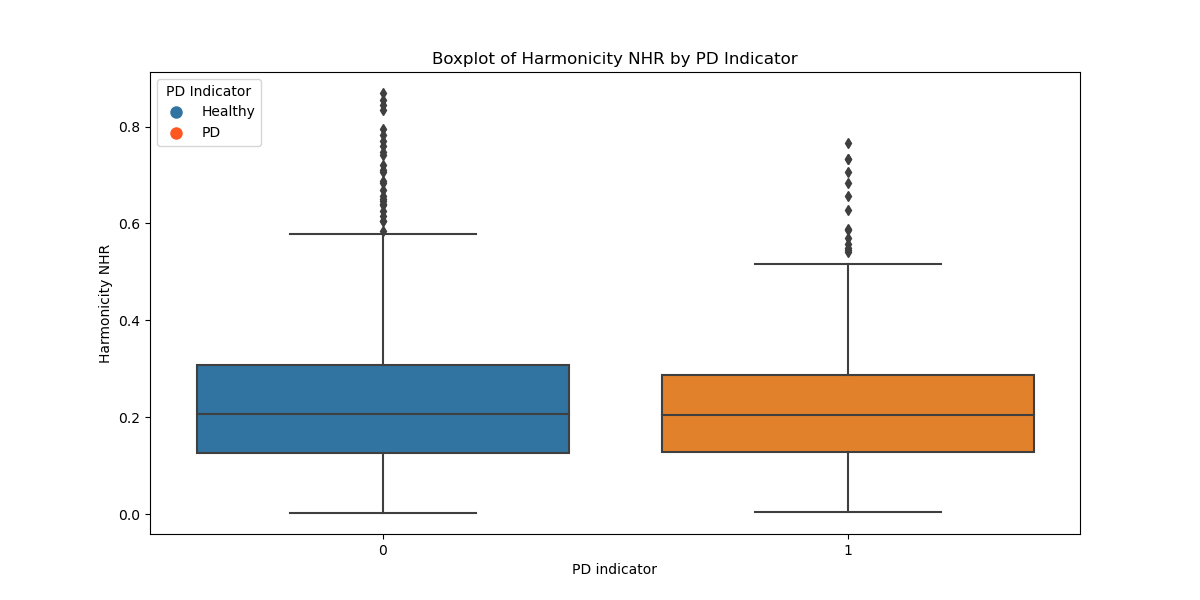 Boxplot of Harmonicity NHR by PD Indicator
PD Indicator
Healthy
PD
Harmonicity NHR
0.8
0.6
0.4
0.2
0.0
0
1
PD indicator